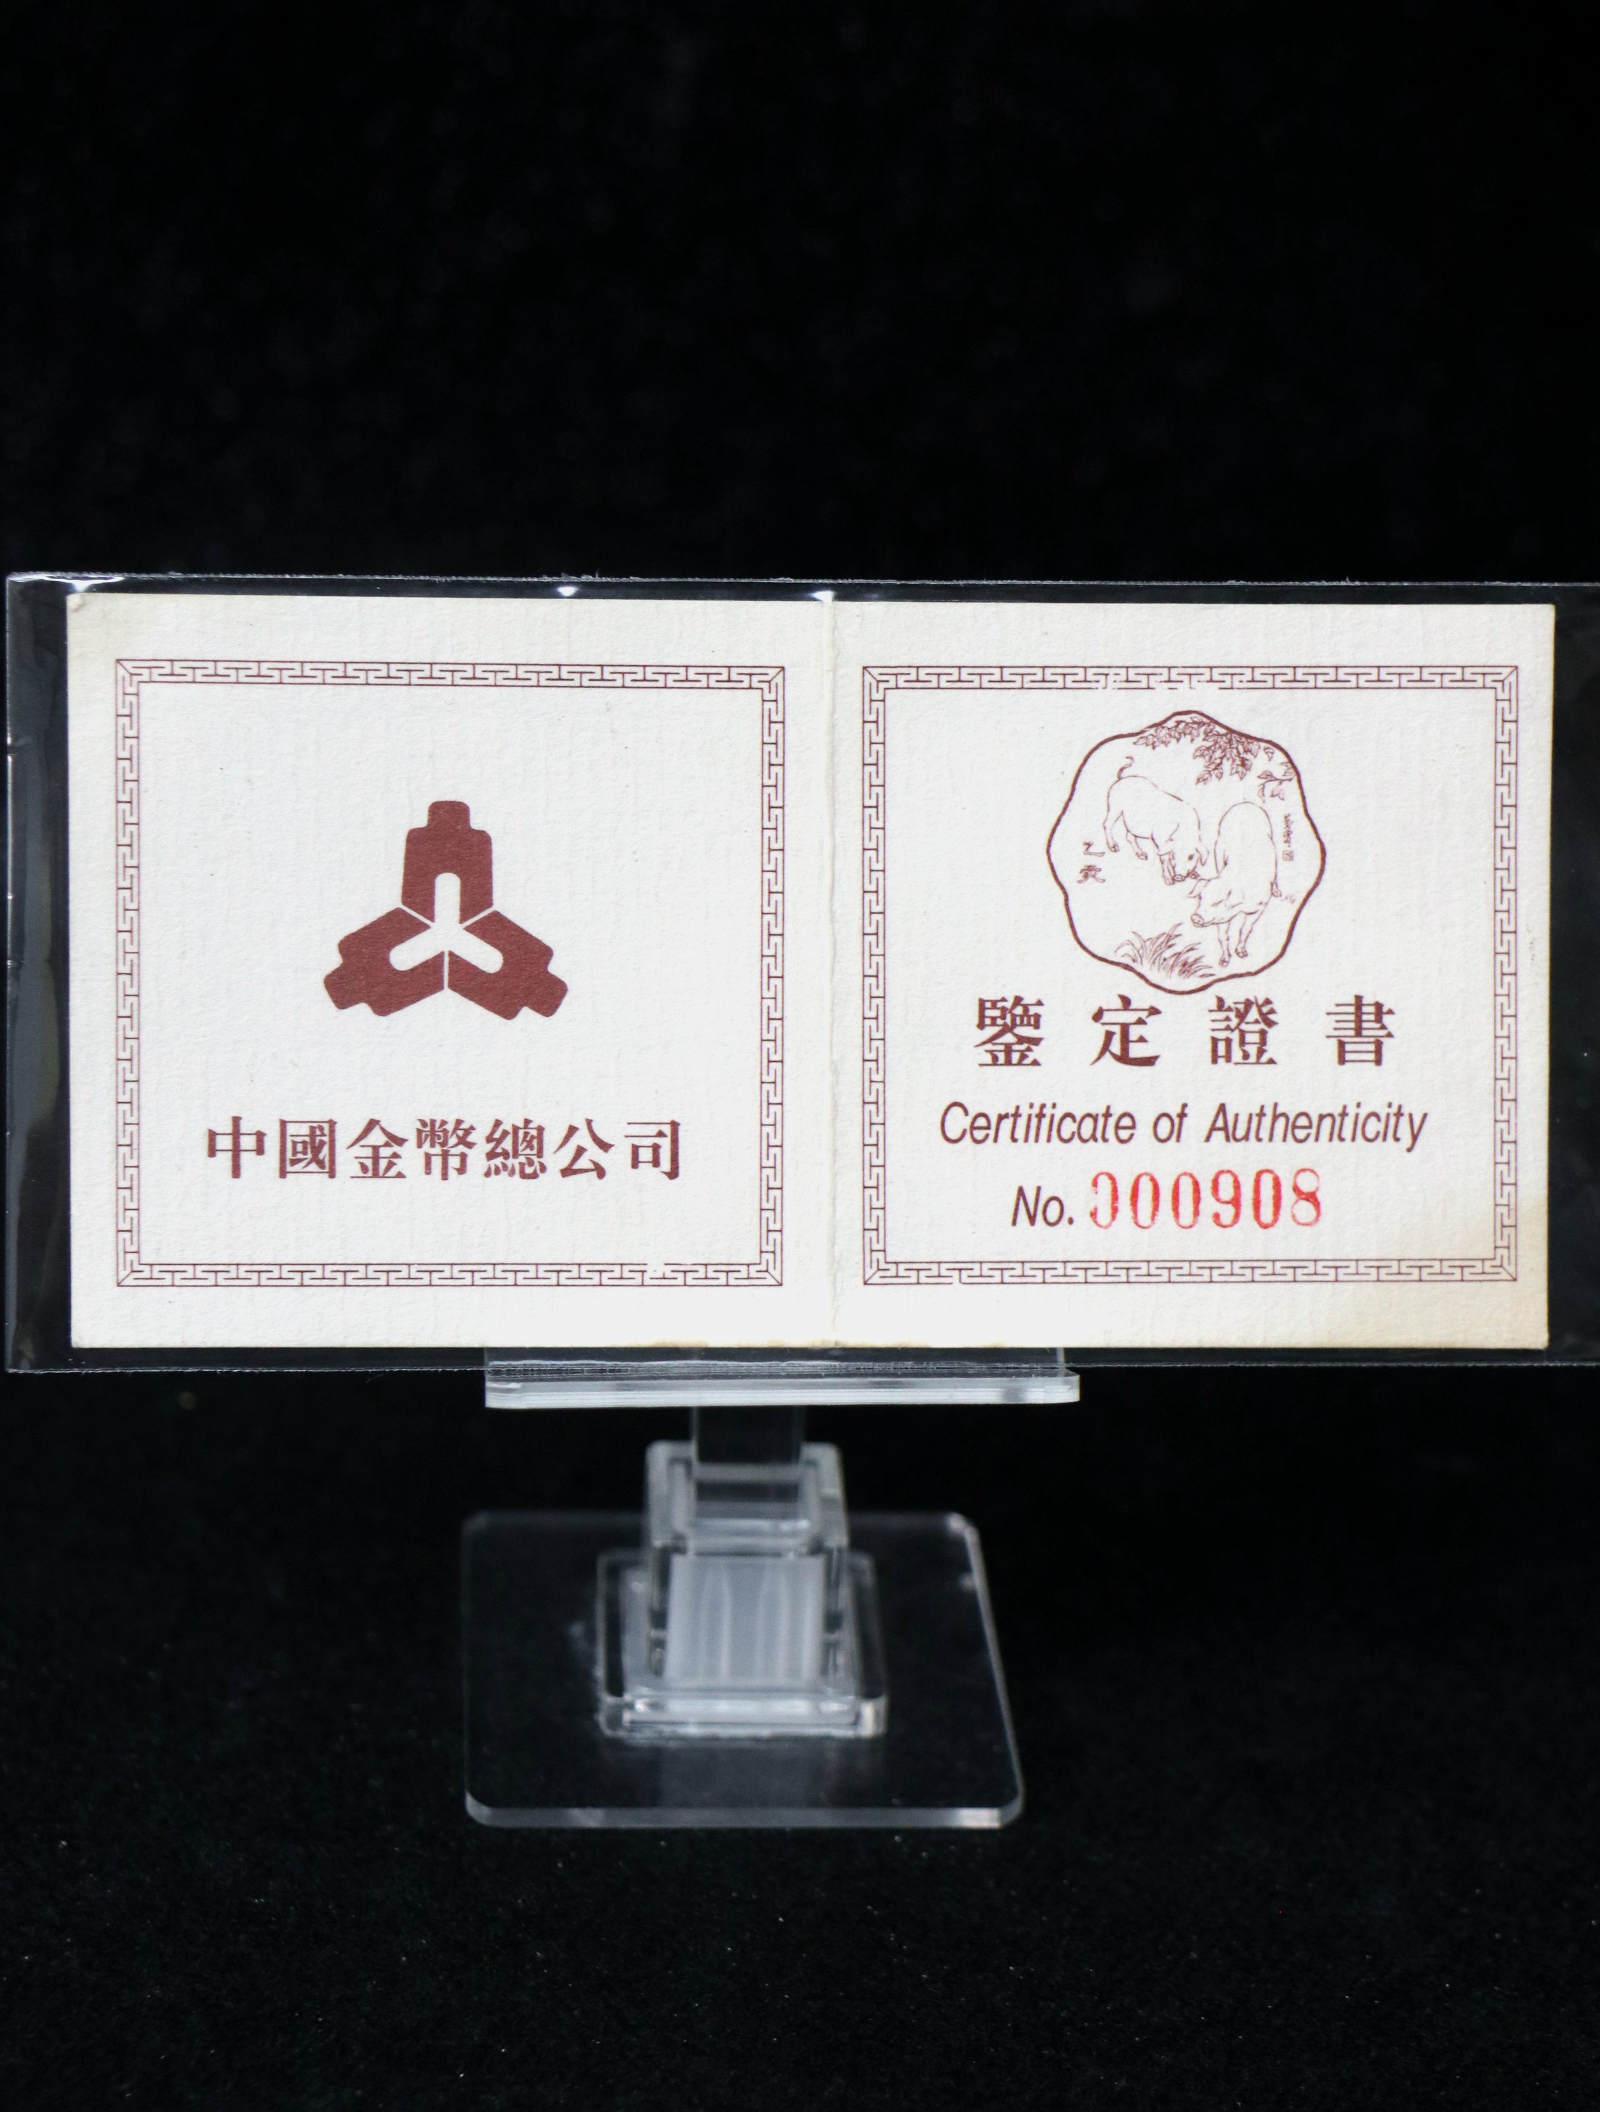 中國金幣總公司
乙亥
鑒定證書
Certificate of Authenticity
No. 000908